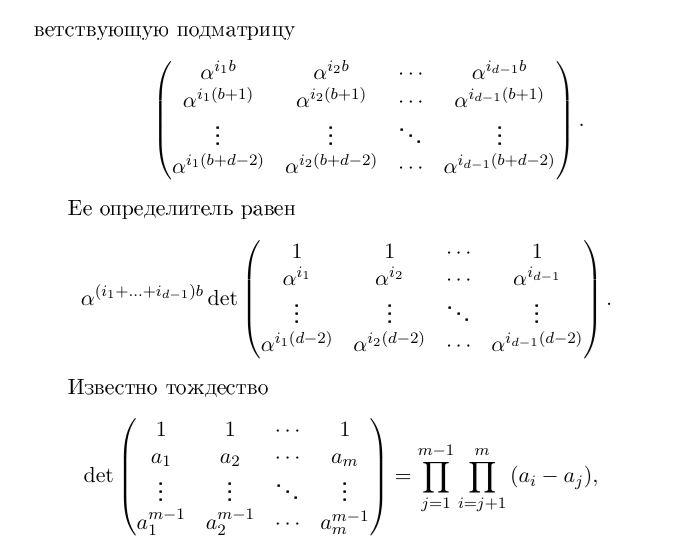 ветствующую подматрицу
$$\begin{pmatrix} \alpha^{i_1 b} & \alpha^{i_2 b} & \cdots & \alpha^{i_{d-1} b} \\ \alpha^{i_1(b+1)} & \alpha^{i_2(b+1)} & \cdots & \alpha^{i_{d-1}(b+1)} \\ \vdots & \vdots & \ddots & \vdots \\ \alpha^{i_1(b+d-2)} & \alpha^{i_2(b+d-2)} & \cdots & \alpha^{i_{d-1}(b+d-2)} \end{pmatrix}.$$
Ее определитель равен
$$\alpha^{(i_1+\ldots+i_{d-1})b} \det \begin{pmatrix} 1 & 1 & \cdots & 1 \\ \alpha^{i_1} & \alpha^{i_2} & \cdots & \alpha^{i_{d-1}} \\ \vdots & \vdots & \ddots & \vdots \\ \alpha^{i_1(d-2)} & \alpha^{i_2(d-2)} & \cdots & \alpha^{i_{d-1}(d-2)} \end{pmatrix}.$$
Известно тождество
$$\det \begin{pmatrix} 1 & 1 & \cdots & 1 \\ a_1 & a_2 & \cdots & a_m \\ \vdots & \vdots & \ddots & \vdots \\ a_1^{m-1} & a_2^{m-1} & \cdots & a_m^{m-1} \end{pmatrix} = \prod_{j=1}^{m-1} \prod_{i=j+1}^{m} (a_i - a_j),$$